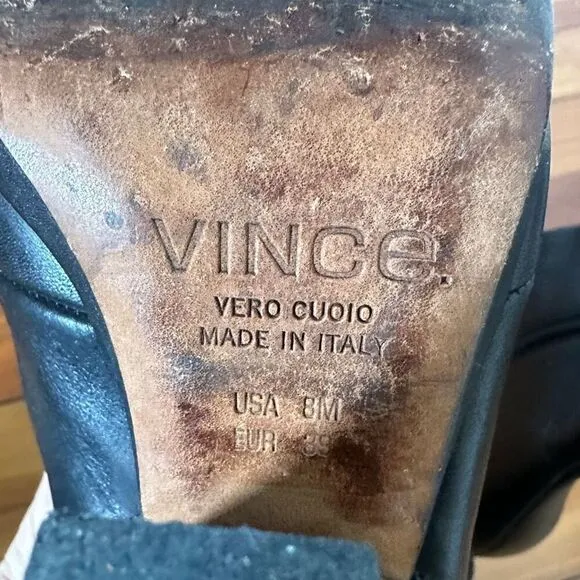 VINCe.
VERO CUOIO
MADE IN ITALY
USA 8M
EUR